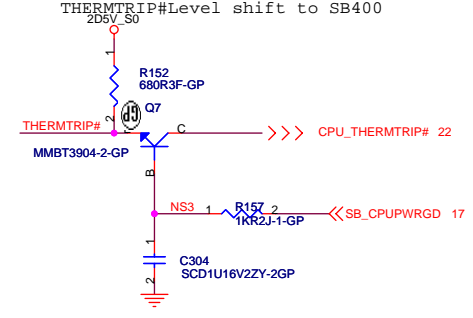 THERMTRIP#Level shift to SB400
2D5V_S0
1
R152
680R3F-GP
2
Q7
THERMTRIP#
C
CPU_THERMTRIP# 22
MMBT3904-2-GP
B
NS3 1 R157 2
SB_CPUPWRGD 17
1KR2J-1-GP
1
C304
SCD1U16V2ZY-2GP
2